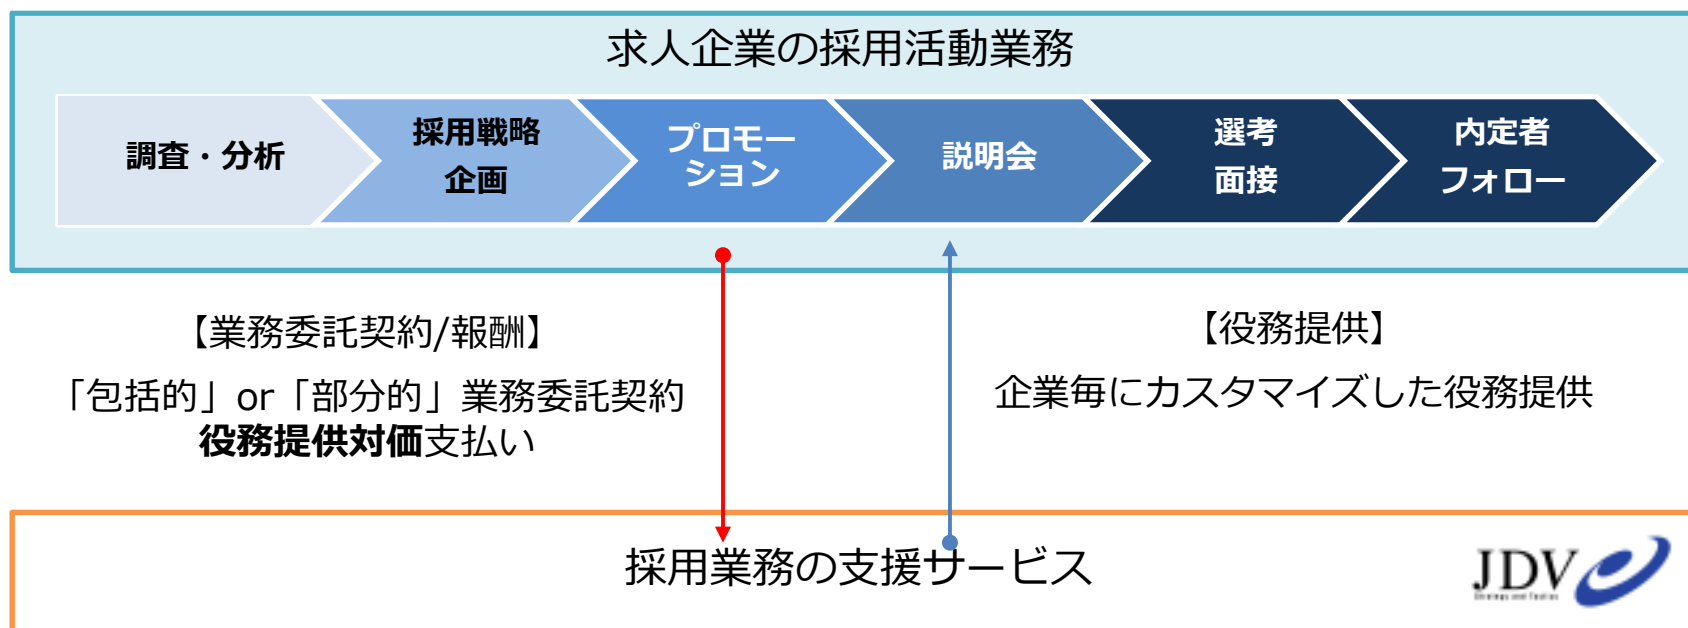 求人企業の採用活動業務
調査・分析
採用戦略
企画
プロモー
ション
説明会
選考
面接
内定者
フォロー
【業務委託契約/報酬】
「包括的」or「部分的」業務委託契約
役務提供対価支払い
【役務提供】
企業毎にカスタマイズした役務提供
採用業務の支援サービス
JDV
Strategy and Tactics